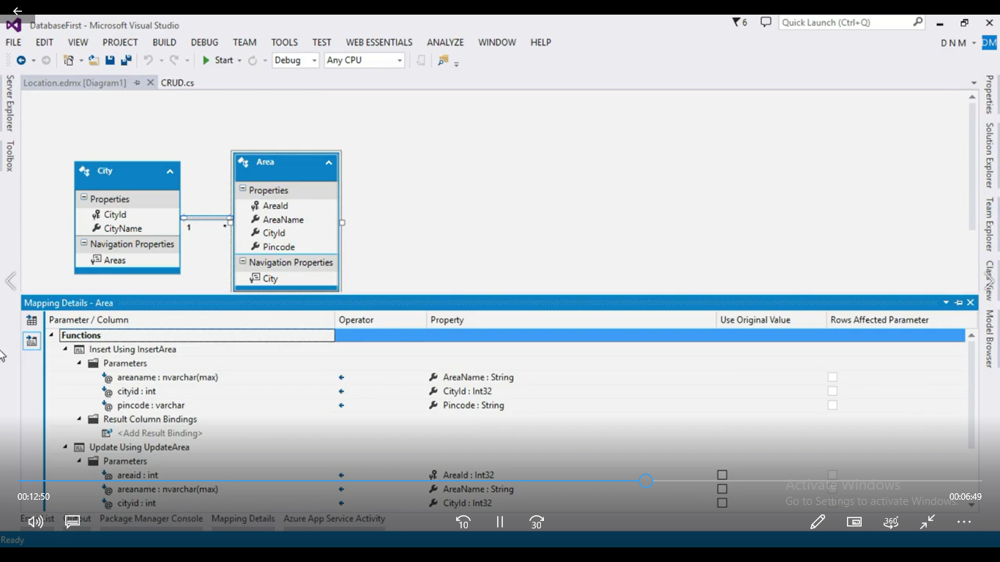 DatabaseFirst - Microsoft Visual Studio
6
Quick Launch (Ctrl+Q)
FILE EDIT VIEW PROJECT BUILD DEBUG TEAM TOOLS TEST WEB ESSENTIALS ANALYZE WINDOW HELP
D N M DM
Start Debug Any CPU
Location.edmx [Diagram1] CRUD.cs
Server Explorer
Toolbox
Properties
Solution Explorer
Team Explorer
Class View
Model Browser
City
Properties
CityId
CityName
Navigation Properties
Areas
1
*
Area
Properties
AreaId
AreaName
CityId
Pincode
Navigation Properties
City
Mapping Details - Area
Parameter / Column Operator Property Use Original Value Rows Affected Parameter
Functions
Insert Using InsertArea
Parameters
areaname : nvarchar(max) AreaName : String
cityid : int CityId : Int32
pincode : varchar Pincode : String
Result Column Bindings
<Add Result Binding>
Update Using UpdateArea
Parameters
areaid : int AreaId : Int32
areaname : nvarchar(max) AreaName : String
cityid : int CityId : Int32
Activate Windows
Go to Settings to activate Windows.
00:12:50 00:06:49
Package Manager Console Mapping Details Azure App Service Activity
10 30 360°
Ready